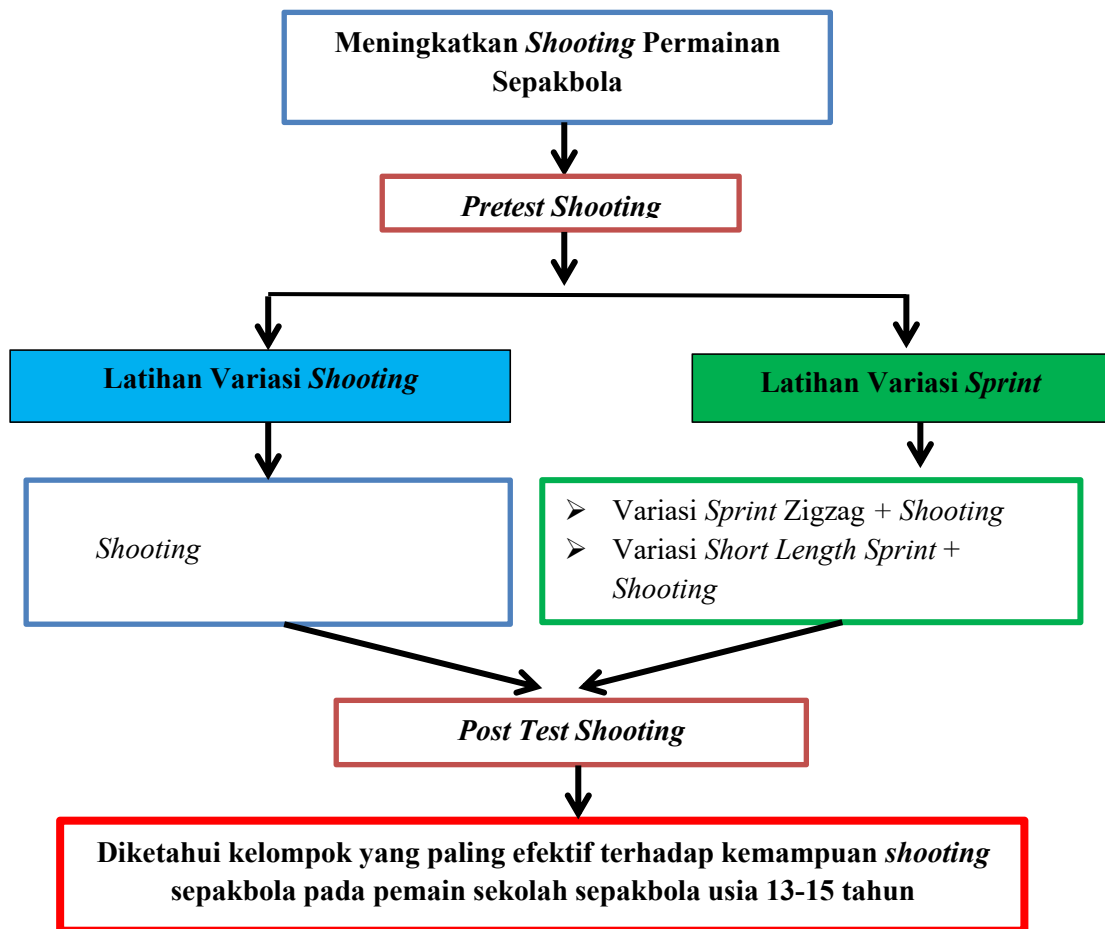 Meningkatkan Shooting Permainan
Sepakbola
Pretest Shooting
Latihan Variasi Shooting
Latihan Variasi Sprint
Shooting
➢ Variasi Sprint Zigzag + Shooting
➢ Variasi Short Length Sprint +
Shooting
Post Test Shooting
Diketahui kelompok yang paling efektif terhadap kemampuan shooting
sepakbola pada pemain sekolah sepakbola usia 13-15 tahun